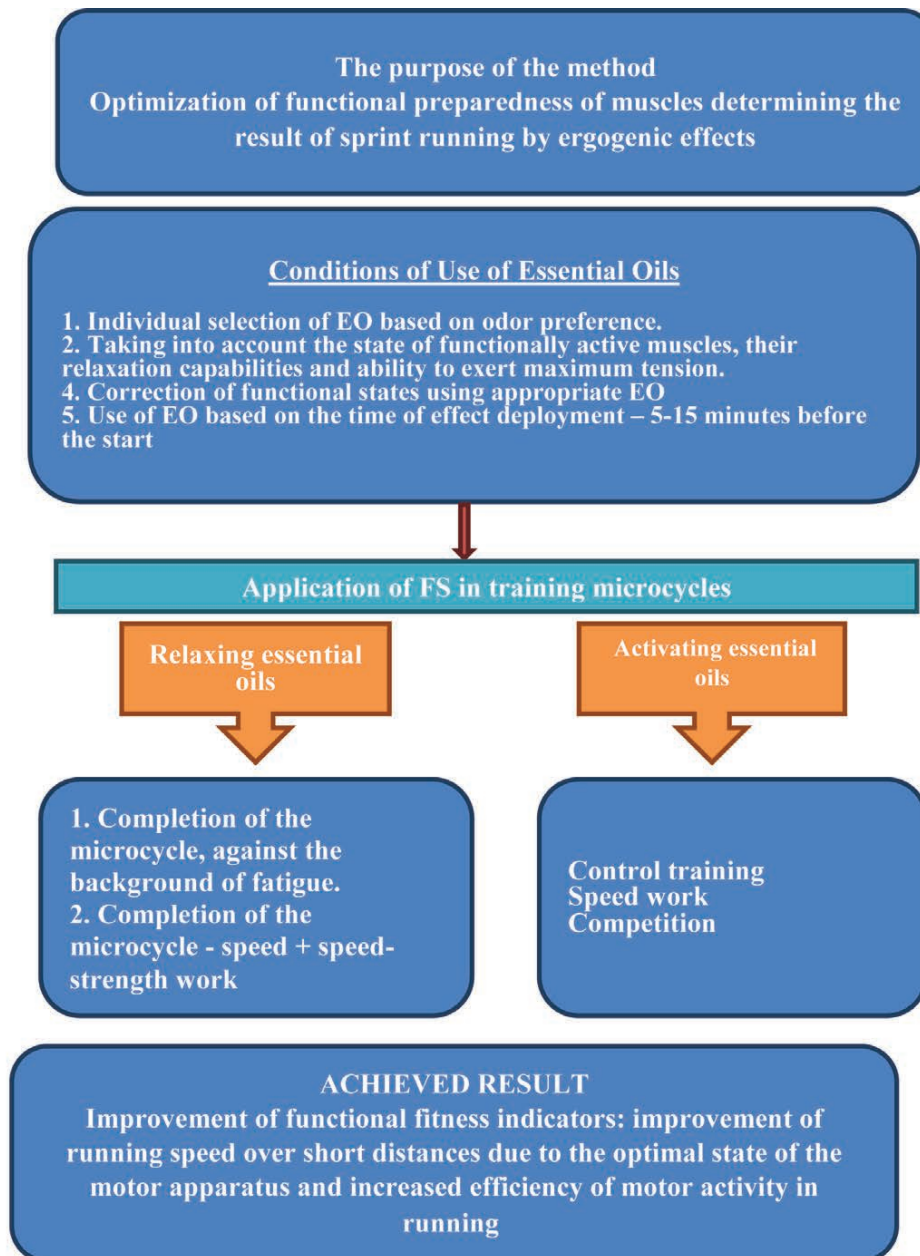 The purpose of the method
Optimization of functional preparedness of muscles determining the
result of sprint running by ergogenic effects
Conditions of Use of Essential Oils
1. Individual selection of EO based on odor preference.
2. Taking into account the state of functionally active muscles, their
relaxation capabilities and ability to exert maximum tension.
4. Correction of functional states using appropriate EO
5. Use of EO based on the time of effect deployment – 5-15 minutes before
the start
Application of FS in training microcycles
Relaxing essential
oils
Activating essential
oils
1. Completion of the
microcycle, against the
background of fatigue.
2. Completion of the
microcycle - speed + speed-
strength work
Control training
Speed work
Competition
ACHIEVED RESULT
Improvement of functional fitness indicators: improvement of
running speed over short distances due to the optimal state of the
motor apparatus and increased efficiency of motor activity in
running